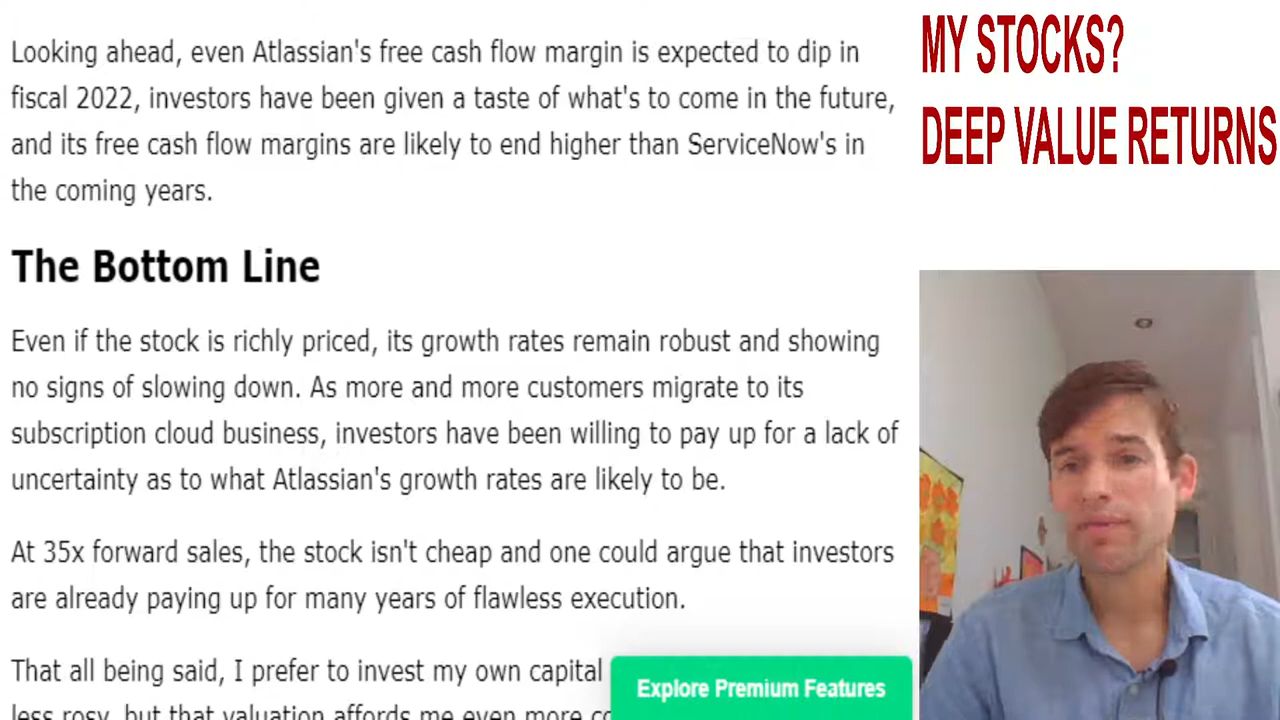 Looking ahead, even Atlassian's free cash flow margin is expected to dip in
fiscal 2022, investors have been given a taste of what's to come in the future,
and its free cash flow margins are likely to end higher than ServiceNow's in
the coming years.
The Bottom Line
Even if the stock is richly priced, its growth rates remain robust and showing
no signs of slowing down. As more and more customers migrate to its
subscription cloud business, investors have been willing to pay up for a lack of
uncertainty as to what Atlassian's growth rates are likely to be.
At 35x forward sales, the stock isn't cheap and one could argue that investors
are already paying up for many years of flawless execution.
That all being said, I prefer to invest my own capital
less rosy, but that valuation affords me even more
Explore Premium Features
MY STOCKS?
DEEP VALUE RETURNS